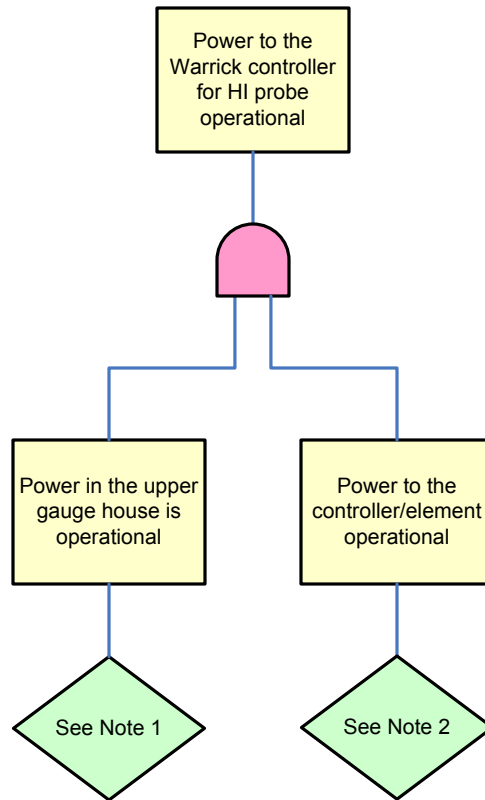 Power to the
Warrick controller
for HI probe
operational
Power in the upper
gauge house is
operational
Power to the
controller/element
operational
See Note 1
See Note 2